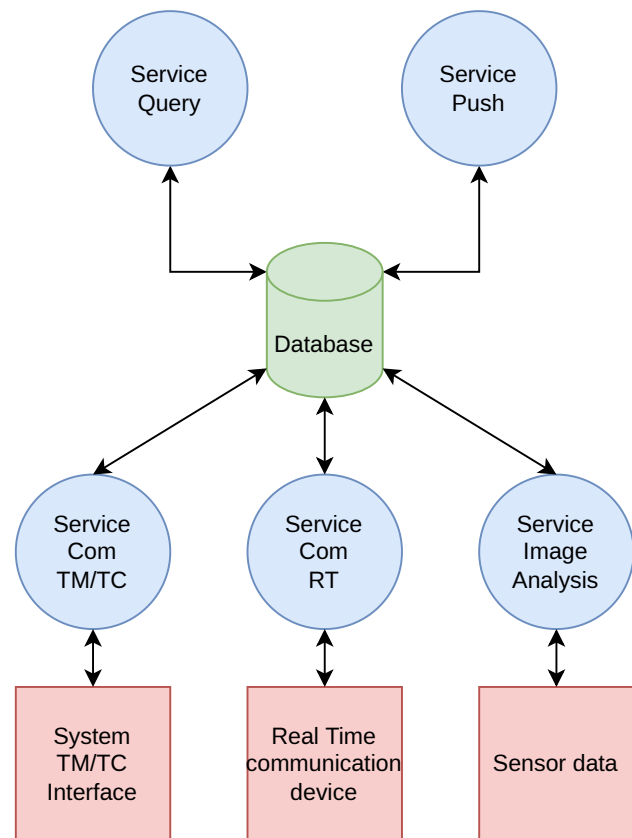 Service
Query
Service
Push
Database
Service
Com
TM/TC
Service
Com
RT
Service
Image
Analysis
System
TM/TC
Interface
Real Time
communication
device
Sensor data